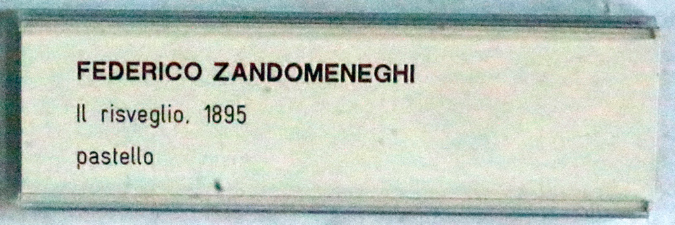 FEDERICO ZANDOMENEGHI
Il risveglio, 1895
pastello